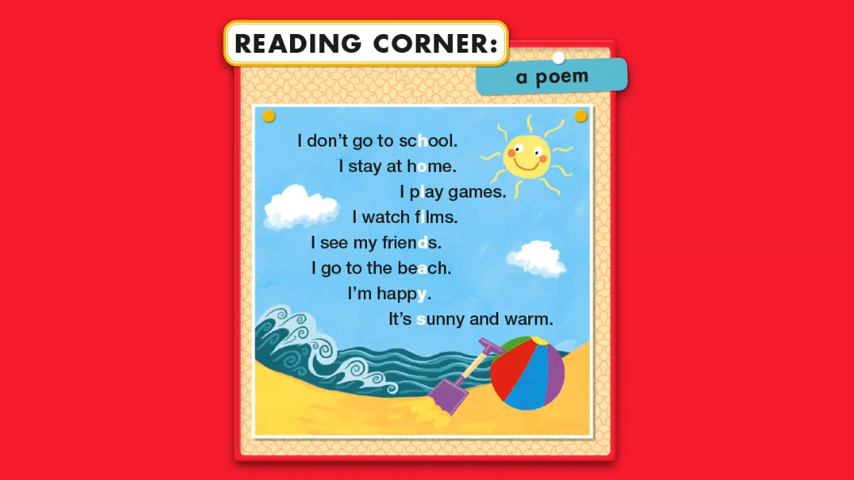 READING CORNER:
a poem
I don't go to school.
I stay at home.
I play games.
I watch films.
I see my friends.
I go to the beach.
I'm happy.
It's sunny and warm.